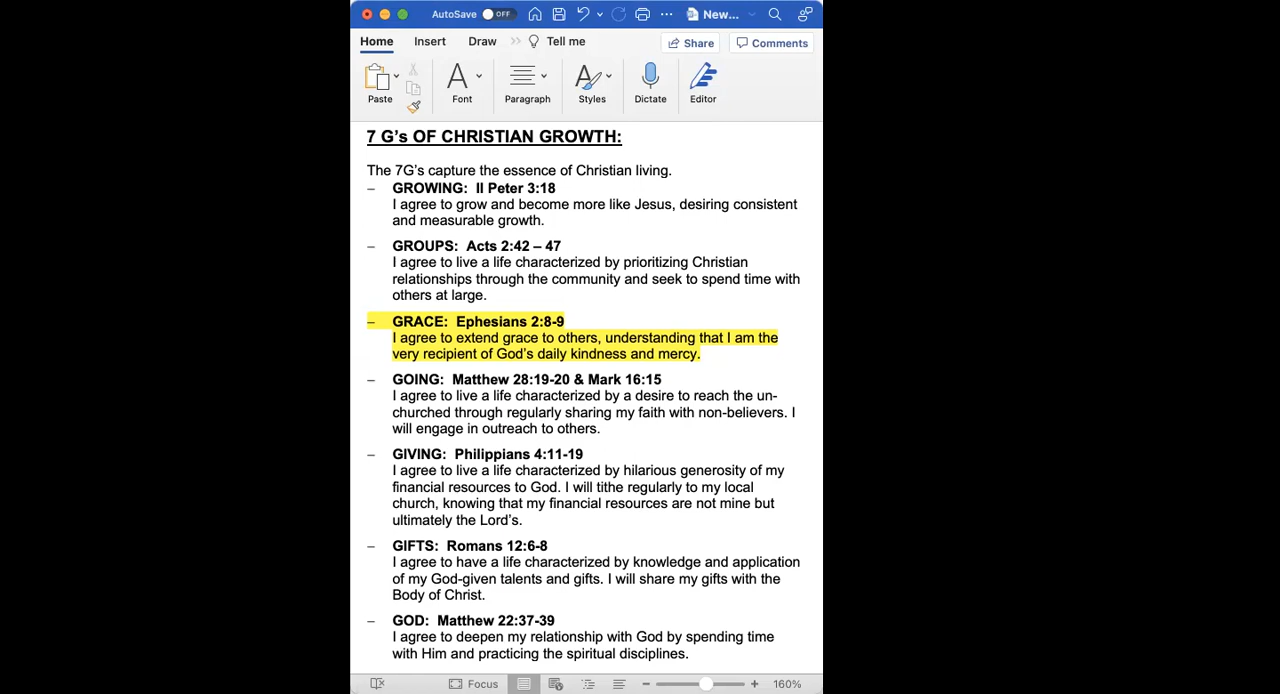 AutoSave OFF New...
Home Insert Draw Tell me Share Comments
Paste Font Paragraph Styles Dictate Editor
7 G's OF CHRISTIAN GROWTH:
The 7G's capture the essence of Christian living.
– GROWING: II Peter 3:18
I agree to grow and become more like Jesus, desiring consistent
and measurable growth.
– GROUPS: Acts 2:42 – 47
I agree to live a life characterized by prioritizing Christian
relationships through the community and seek to spend time with
others at large.
– GRACE: Ephesians 2:8-9
I agree to extend grace to others, understanding that I am the
very recipient of God's daily kindness and mercy.
– GOING: Matthew 28:19-20 & Mark 16:15
I agree to live a life characterized by a desire to reach the un-
churched through regularly sharing my faith with non-believers. I
will engage in outreach to others.
– GIVING: Philippians 4:11-19
I agree to live a life characterized by hilarious generosity of my
financial resources to God. I will tithe regularly to my local
church, knowing that my financial resources are not mine but
ultimately the Lord's.
– GIFTS: Romans 12:6-8
I agree to have a life characterized by knowledge and application
of my God-given talents and gifts. I will share my gifts with the
Body of Christ.
– GOD: Matthew 22:37-39
I agree to deepen my relationship with God by spending time
with Him and practicing the spiritual disciplines.
Focus 160%